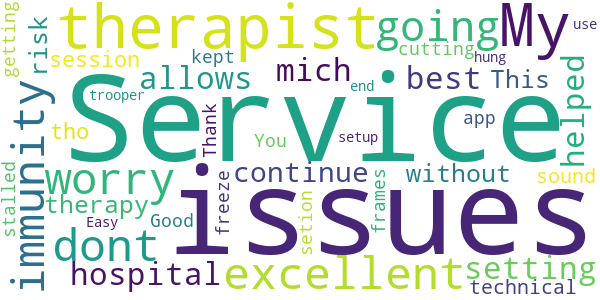 therapist
going
My
use
getting
risk
session
kept
cutting
hung
allows
mich
best
This
helped
end
trooper
Service
immunity
tho
Thank
You
setup
app
worry
continue
without
sound
stalled
therapy
freeze
issues
frames
Easy
Good
setion
dont
hospital
excellent
setting
technical